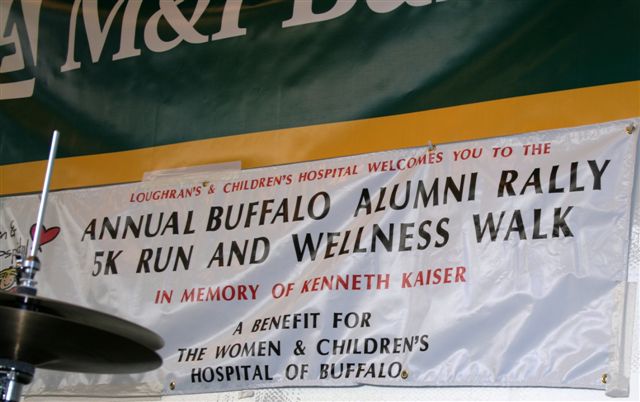 M&T
LOUGHRAN'S & CHILDREN'S HOSPITAL WELCOMES YOU TO THE
ANNUAL BUFFALO ALUMNI RALLY
5K RUN AND WELLNESS WALK
IN MEMORY OF KENNETH KAISER
A BENEFIT FOR
THE WOMEN & CHILDREN'S
HOSPITAL OF BUFFALO